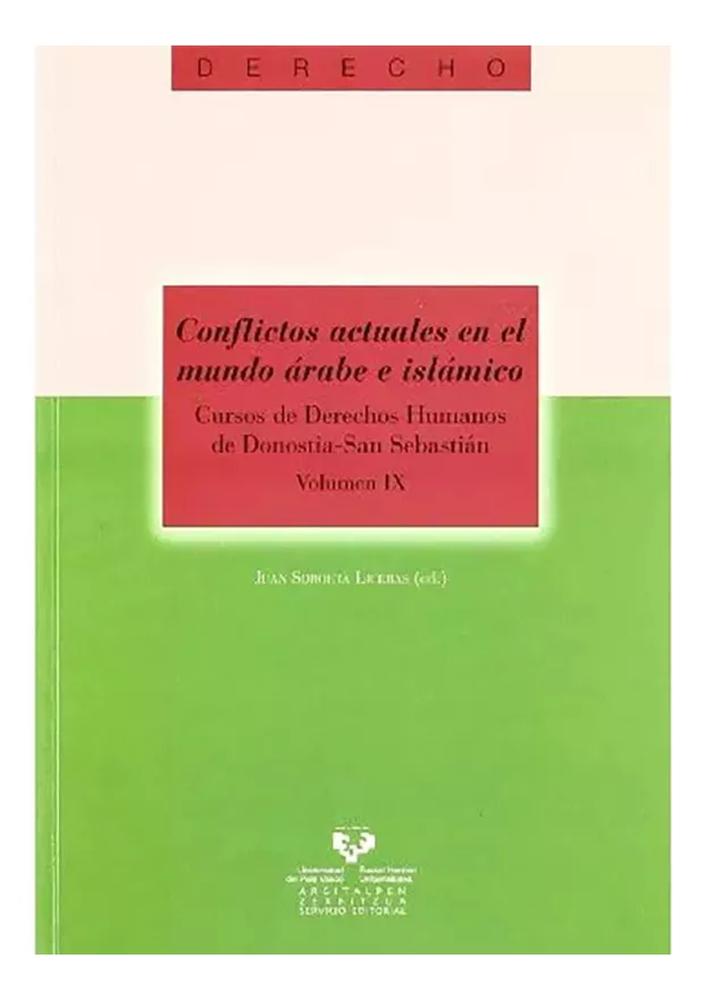 DERECHO
Conflictos actuales en el
mundo árabe e islámico
Cursos de Derechos Humanos
de Donostia-San Sebastián
Volumen IX
JUAN SOROETA LICERAS (ed.)
Universidad Euskal Herriko
del País Vasco Unibertsitatea
ARGITALPEN
ZERBITZUA
SERVICIO EDITORIAL